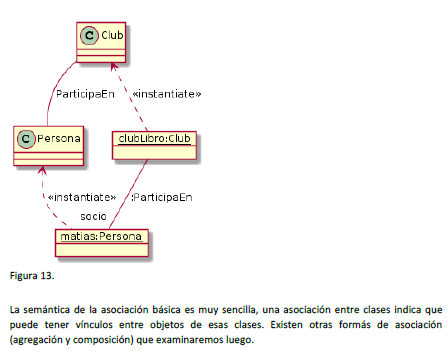 C Club
ParticipaEn
«instantiate»
C Persona
clubLibro:Club
«instantiate»
:ParticipaEn
socio
matias:Persona
Figura 13.
La semántica de la asociación básica es muy sencilla, una asociación entre clases indica que
puede tener vínculos entre objetos de esas clases. Existen otras formás de asociación
(agregación y composición) que examinaremos luego.